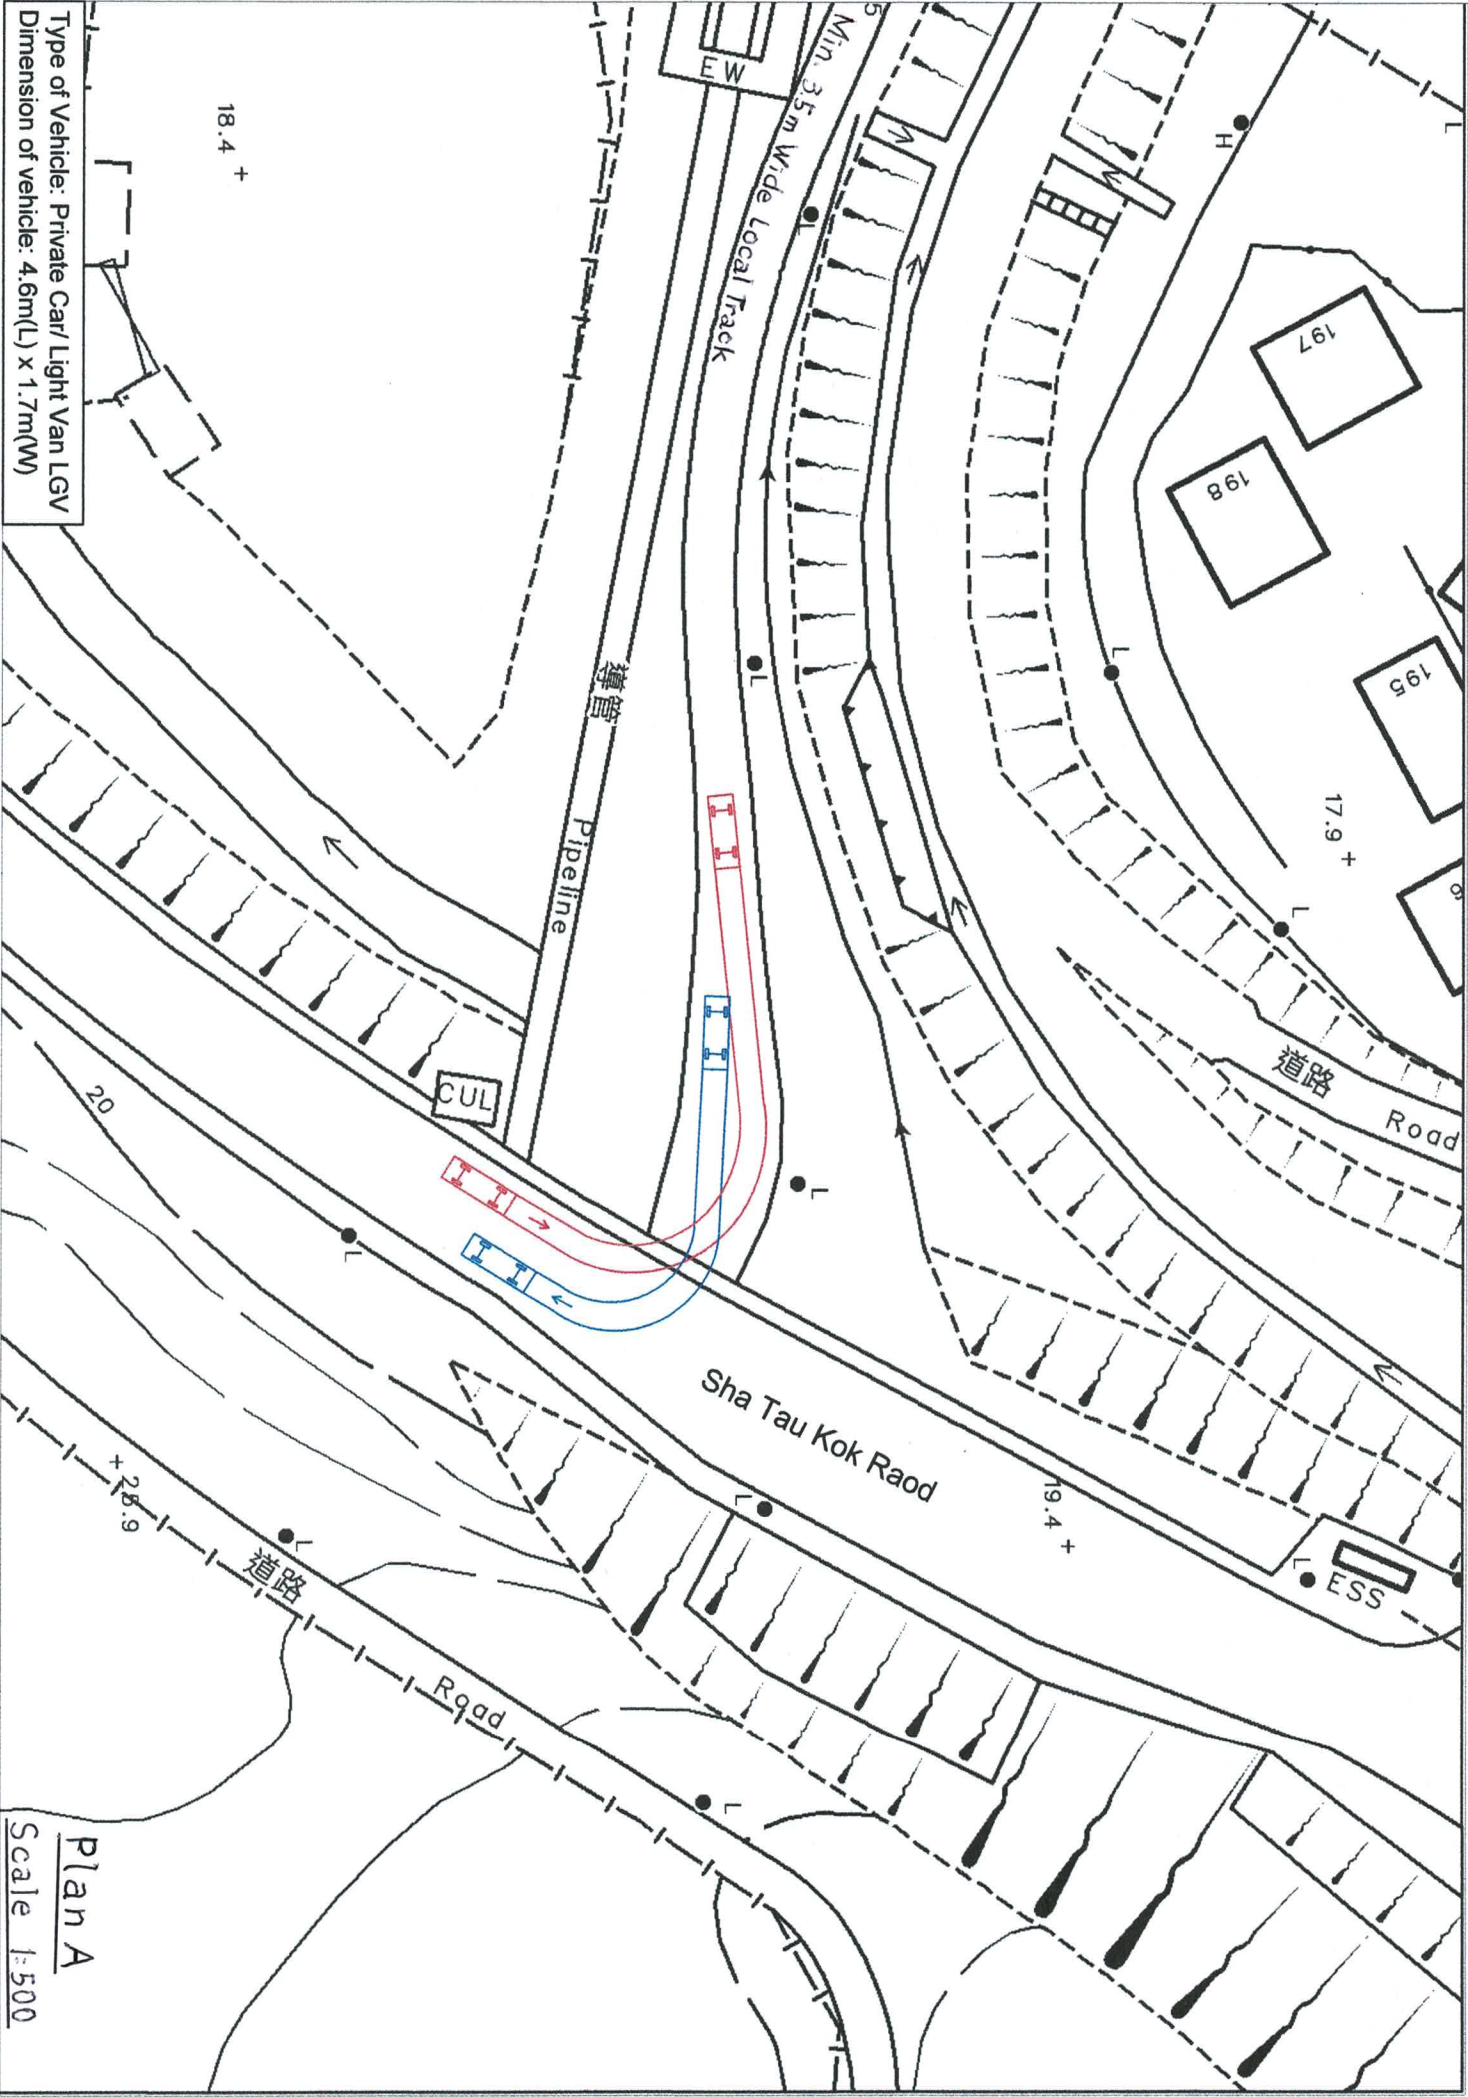 Min. 3.5m Wide Local Track
EW
18.4
Type of Vehicle: Private Car/ Light Van LGV
Dimension of vehicle: 4.6m(L) x 1.7m(W)
L
H
197
198
195
L
L
17.9
L
L
導管
Pipeline
道路
Road
CUL
L
20
L
Sha Tau Kok Raod
19.4
L
L
ESS
L
道路
Road
L
Plan A
Scale 1:500